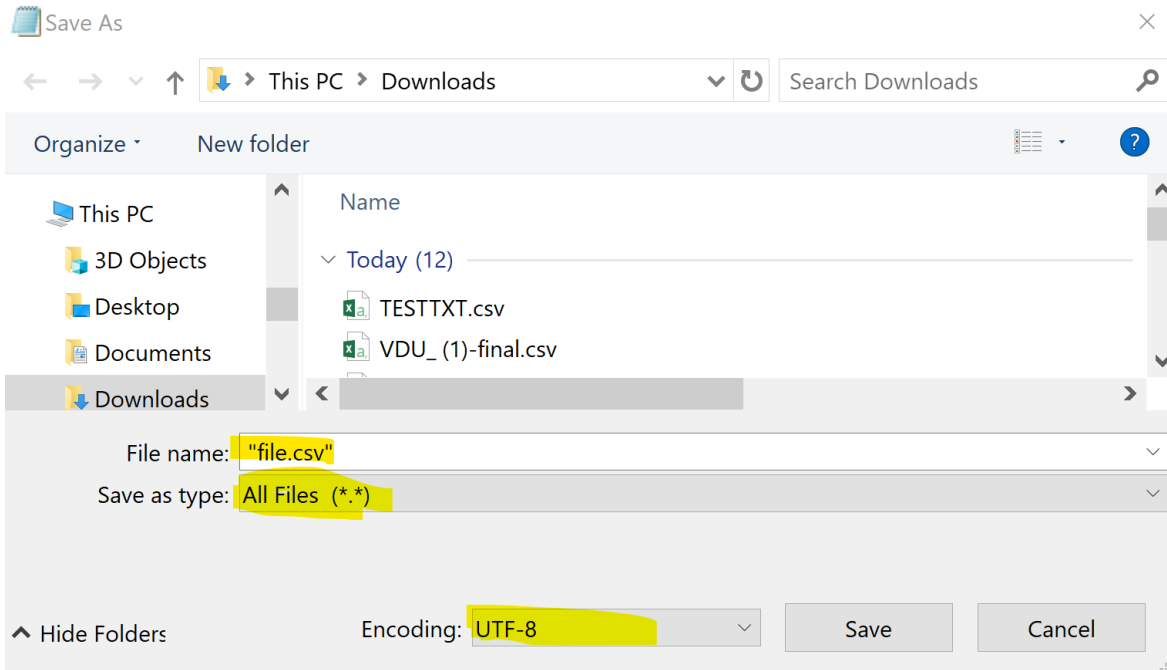 Save As
This PC Downloads
Search Downloads
Organize
New folder
?
This PC
3D Objects
Desktop
Documents
Downloads
Name
Today (12)
TESTTXT.csv
VDU_ (1)-final.csv
File name: "file.csv"
Save as type: All Files (*.*)
Hide Folders
Encoding: UTF-8
Save
Cancel